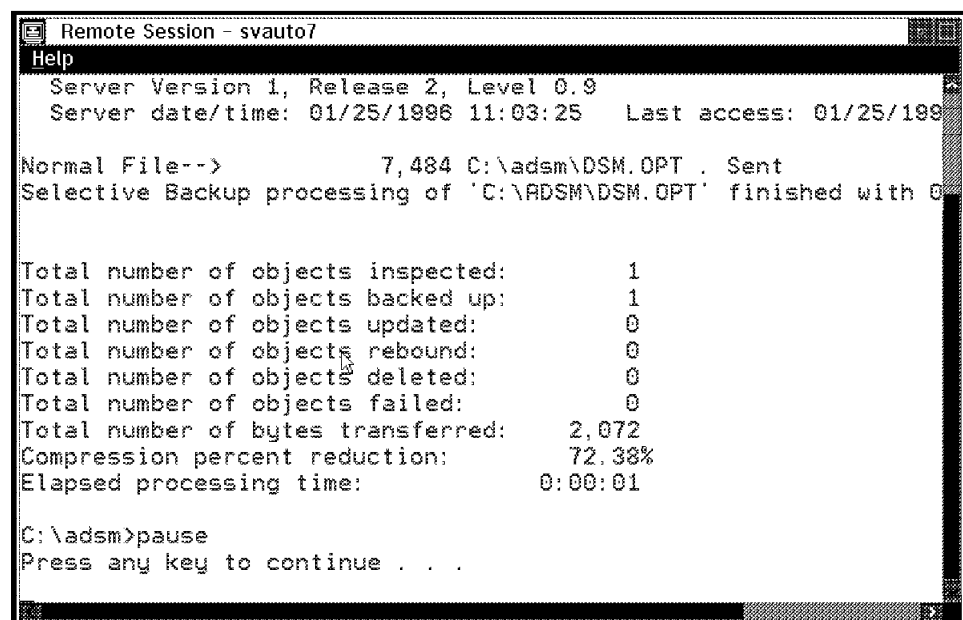 Remote Session - svauto7
Help
Server Version 1, Release 2, Level 0.9
Server date/time: 01/25/1996 11:03:25 Last access: 01/25/199
Normal File--> 7,484 C:\adsm\DSM.OPT . Sent
Selective Backup processing of 'C:\ADSM\DSM.OPT' finished with 0
Total number of objects inspected: 1
Total number of objects backed up: 1
Total number of objects updated: 0
Total number of objects rebound: 0
Total number of objects deleted: 0
Total number of objects failed: 0
Total number of bytes transferred: 2,072
Compression percent reduction: 72.38%
Elapsed processing time: 0:00:01
C:\adsm>pause
Press any key to continue . . .